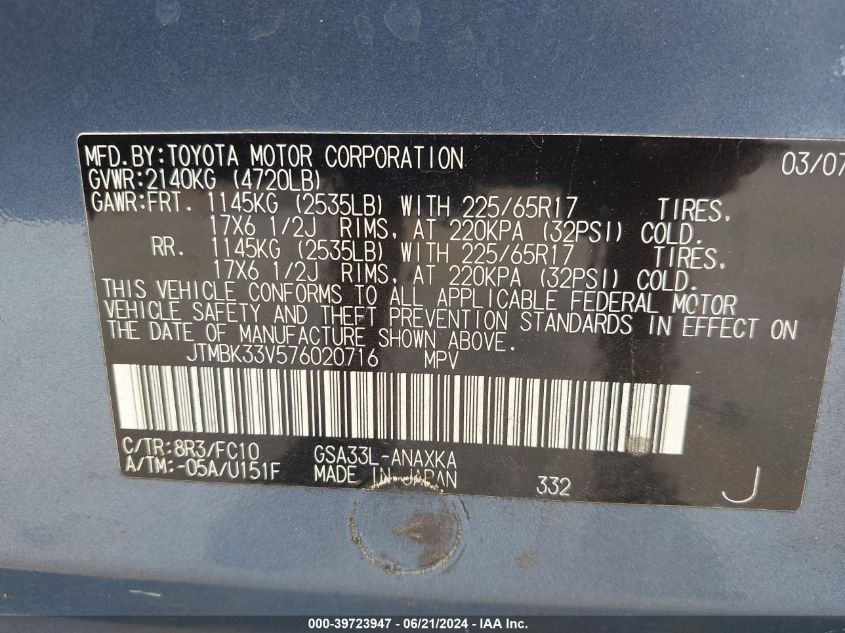 MFD.BY:TOYOTA MOTOR CORPORATION 03/07
GVWR:2140KG (4720LB)
GAWR:FRT. 1145KG (2535LB) WITH 225/65R17 TIRES,
17X6 1/2J RIMS, AT 220KPA (32PSI) COLD.
RR. 1145KG (2535LB) WITH 225/65R17 TIRES,
17X6 1/2J RIMS, AT 220KPA (32PSI) COLD.
THIS VEHICLE CONFORMS TO ALL APPLICABLE FEDERAL MOTOR
VEHICLE SAFETY AND THEFT PREVENTION STANDARDS IN EFFECT ON
THE DATE OF MANUFACTURE SHOWN ABOVE.
JTMBK33V576020716 MPV
C/TR:8R3/FC10 GSA33L-ANAXKA
A/TM:-05A/U151F MADE IN JAPAN 332 J
000-39723947 - 06/21/2024 - IAA Inc.